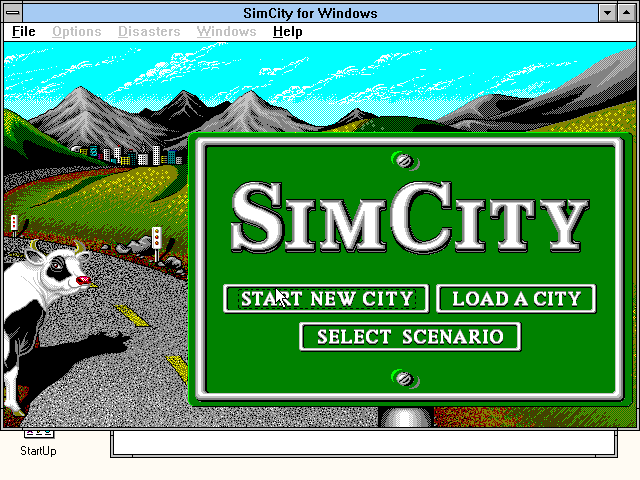 SimCity for Windows
File Options Disasters Windows Help
SIMCITY
START NEW CITY LOAD A CITY
SELECT SCENARIO
StartUp